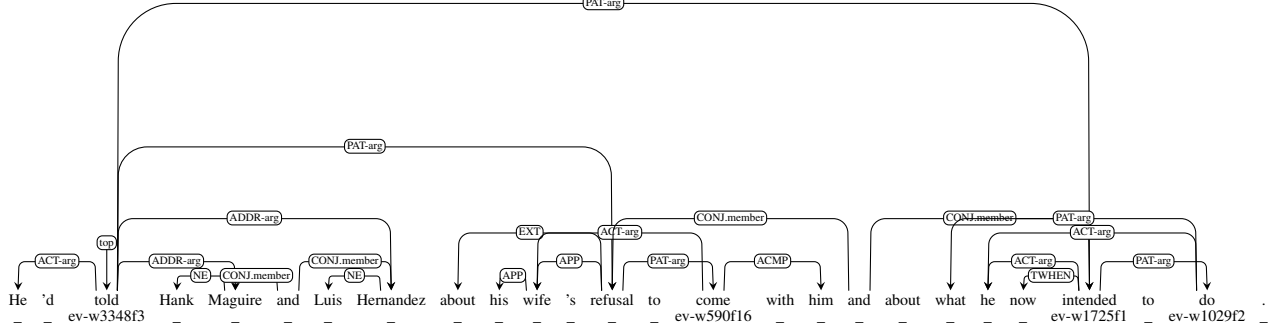 PAT-arg
PAT-arg
ADDR-arg CONJ.member CONJ.member PAT-arg
top EXT ACT-arg ACT-arg
ACT-arg ADDR-arg CONJ.member APP PAT-arg ACMP ACT-arg PAT-arg
NE CONJ.member NE APP TWHEN
He 'd told Hank Maguire and Luis Hernandez about his wife 's refusal to come with him and about what he now intended to do .
_ _ ev-w3348f3 _ _ _ _ _ _ _ _ _ _ _ ev-w590f16 _ _ _ _ _ _ _ ev-w1725f1 _ ev-w1029f2 _
_ _ _ _ _ _ _ _ _ _ _ _ _ _ _ _ _ _ _ _ _ _ _ _ _ _